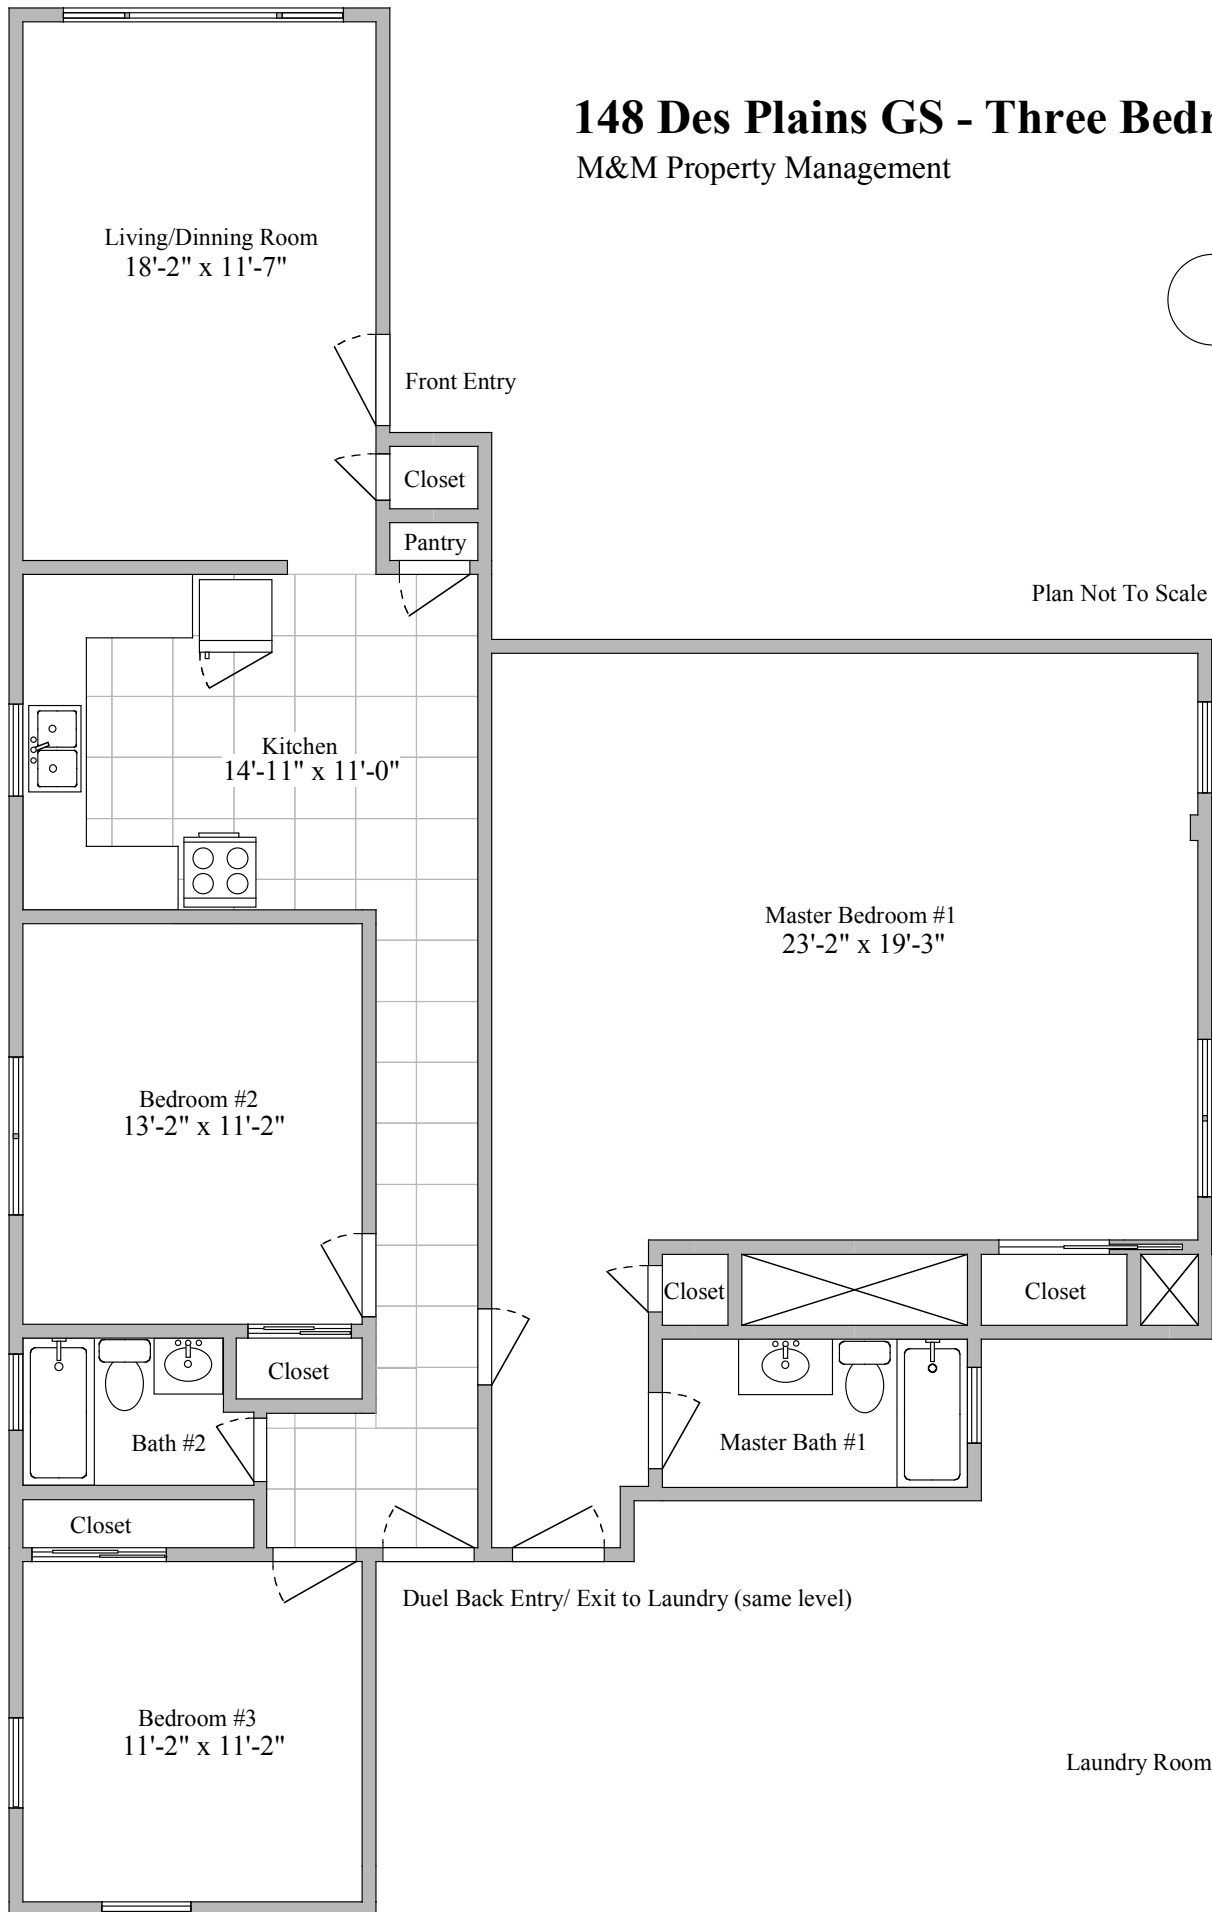 148 Des Plains GS - Three Bedr
M&M Property Management
Living/Dinning Room
18'-2" x 11'-7"
Front Entry
Closet
Pantry
Plan Not To Scale
Kitchen
14'-11" x 11'-0"
Master Bedroom #1
23'-2" x 19'-3"
Bedroom #2
13'-2" x 11'-2"
Closet
Closet
Closet
Bath #2
Master Bath #1
Closet
Duel Back Entry/ Exit to Laundry (same level)
Bedroom #3
11'-2" x 11'-2"
Laundry Room